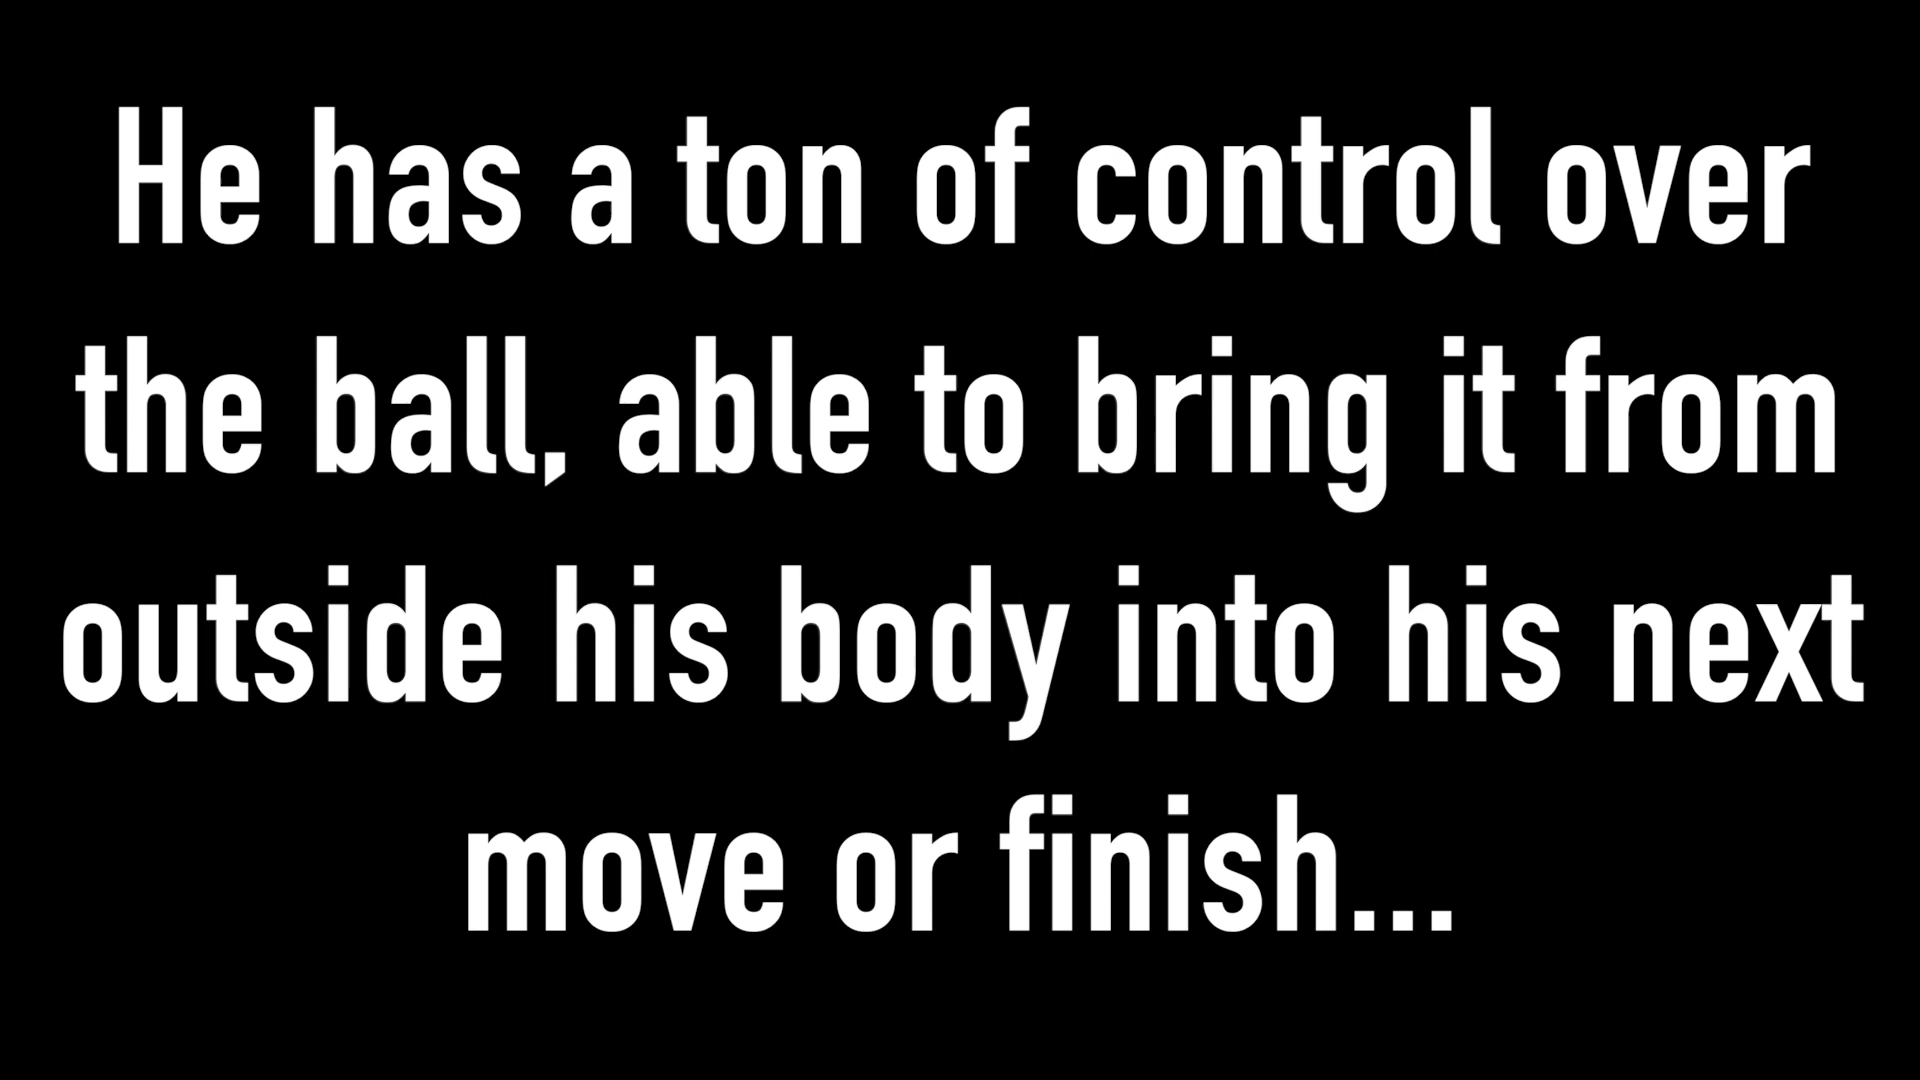 He has a ton of control over
the ball, able to bring it from
outside his body into his next
move or finish...